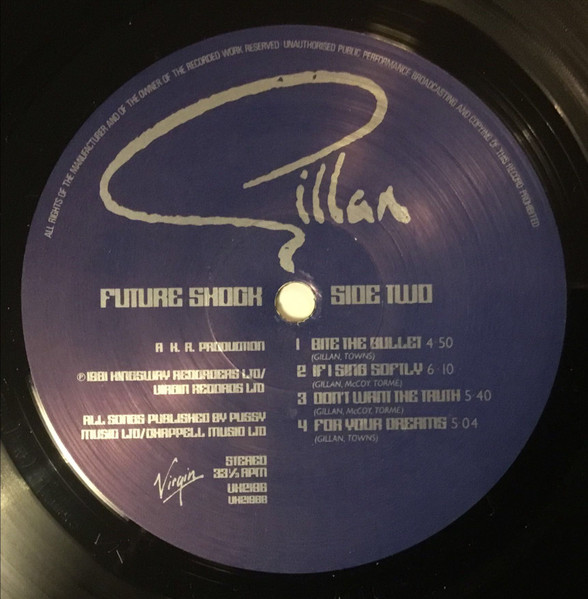 ALL RIGHTS OF THE MANUFACTURER AND OF THE OWNER OF THE RECORDED WORK RESERVED UNAUTHORISED PUBLIC PERFORMANCE BROADCASTING AND COPYING OF THIS RECORD PROHIBITED
Gillan
FUTURE SHOCK
SIDE TWO
A K. R. PRODUCTION
℗ 1981 KINGSWAY RECORDERS LTD/
VIRGIN RECORDS LTD
ALL SONGS PUBLISHED BY PUSSY
MUSIC LTD/CHAPPELL MUSIC LTD
Virgin
STEREO
33⅓ RPM
VK2196
VK2196B
1 BITE THE BULLET 4 50
(GILLAN, TOWNS)
2 IF I SING SOFTLY 6 10
(GILLAN, McCOY, TORMÉ)
3 DON'T WANT THE TRUTH 5 40
(GILLAN, McCOY, TORMÉ)
4 FOR YOUR DREAMS 5 04
(GILLAN, TOWNS)